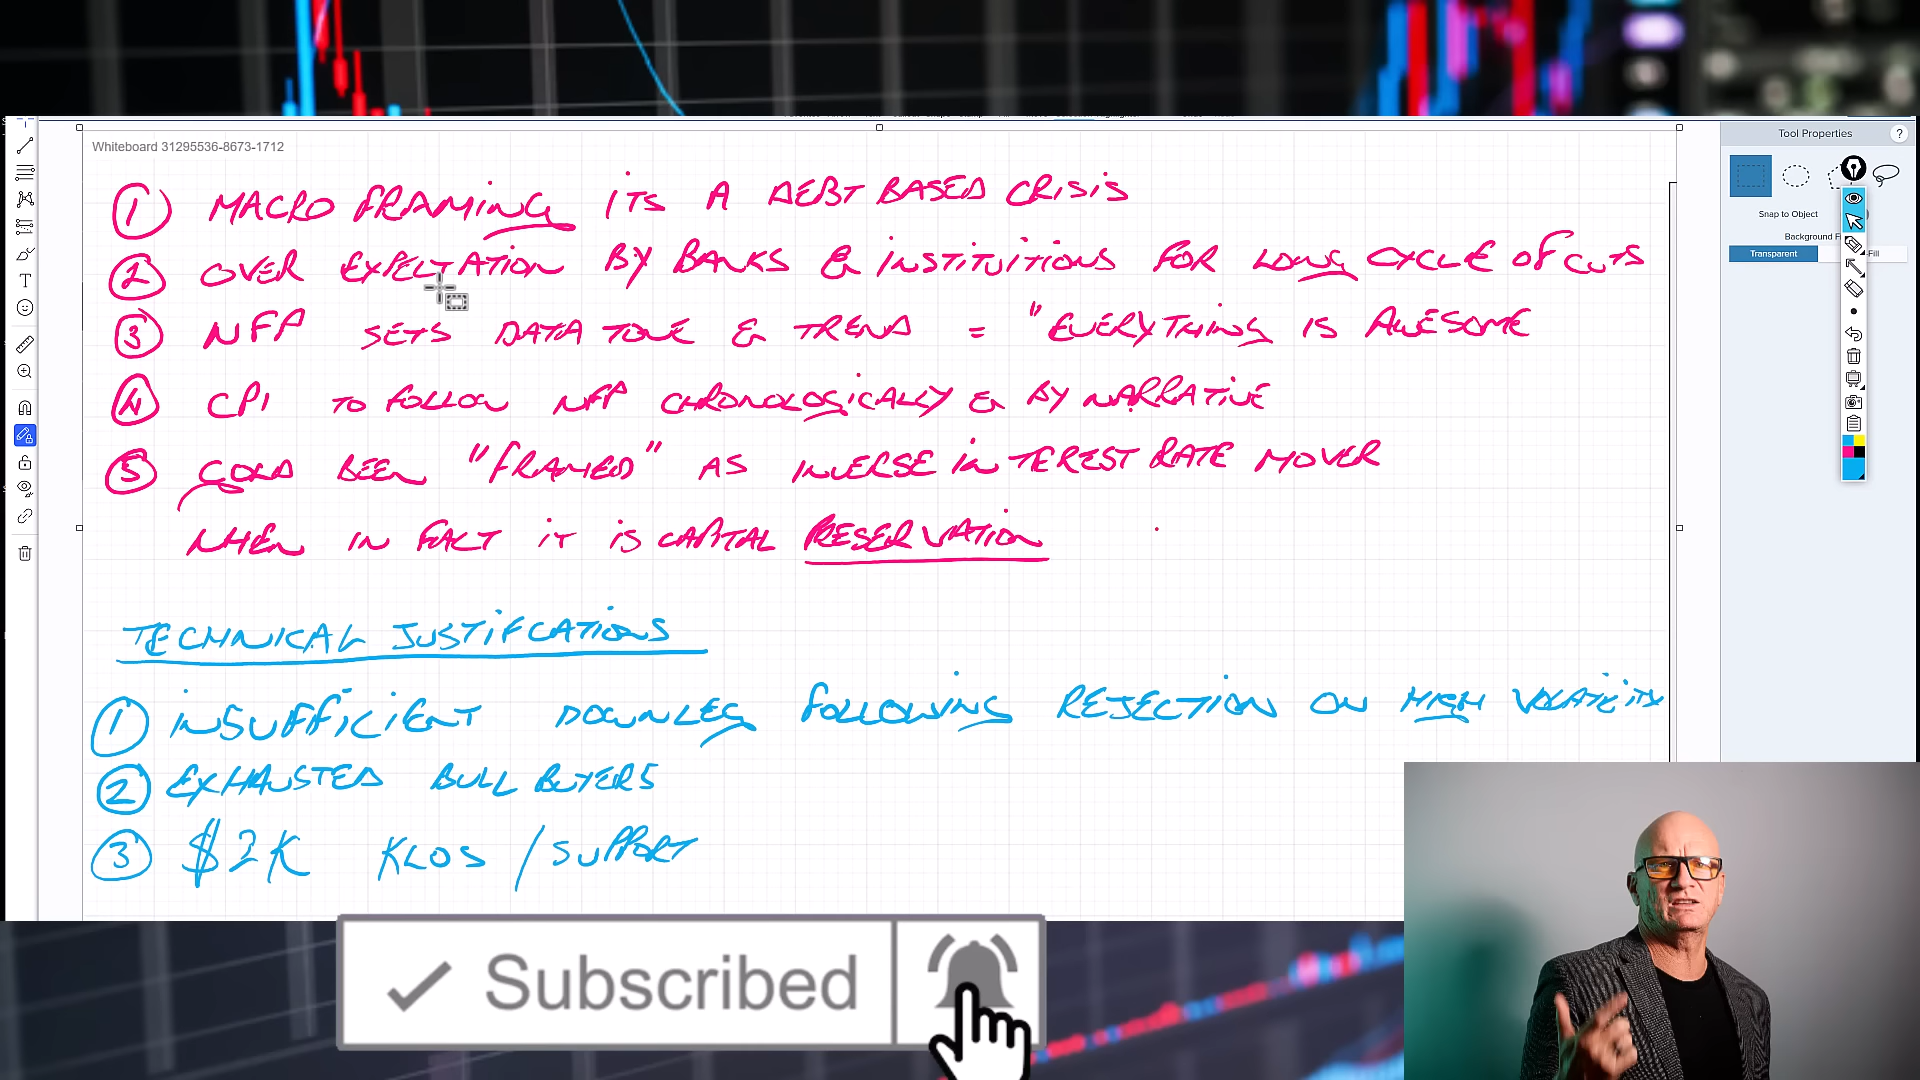 Whiteboard 31295536-8673-1712
Tool Properties
?
Snap to Object
Transparent
Fill
① MACRO FRAMING ITS A DEBT BASED CRISIS
② OVER EXPECTATION BY BANKS & INSTITUITIONS FOR LONG CYCLE OF CUTS
③ NFP SETS DATA TONE & TREND = "EVERYTHING IS AWESOME
④ CPI TO FOLLOW NFP CHRONOLOGICALLY & BY NARRATIVE
⑤ GOLD BEEN "FRAMED" AS INVERSE INTEREST RATE MOVER
WHEN IN FACT IT IS CAPITAL PRESERVATION
TECHNICAL JUSTIFCATIONS
① INSUFFICIENT DOWNLEG FOLLOWING REJECTION ON HIGH VOLATILITY
② EXHAUSTED BULL BUYERS
③ $2K KLOS / SUPPORT
Subscribed